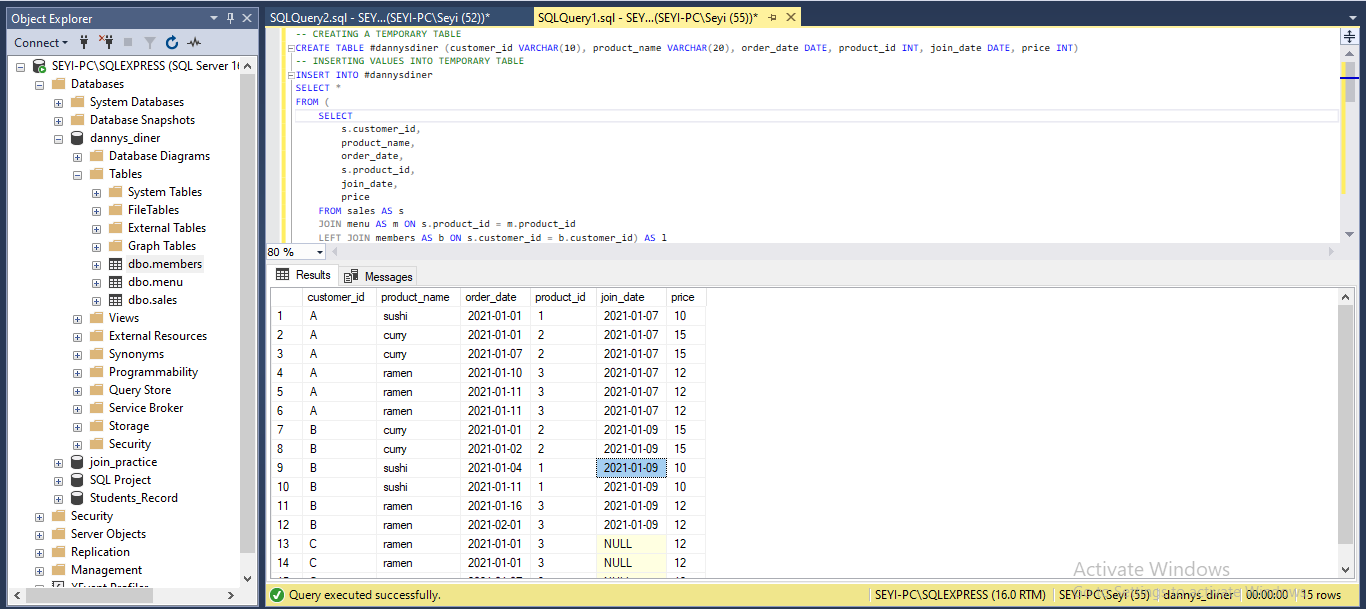 Object Explorer
SQLQuery2.sql - SEY...(SEYI-PC\Seyi (52))*
SQLQuery1.sql - SEY...(SEYI-PC\Seyi (55))*
Connect
SEYI-PC\SQLEXPRESS (SQL Server 16
Databases
System Databases
Database Snapshots
dannys_diner
Database Diagrams
Tables
System Tables
FileTables
External Tables
Graph Tables
dbo.members
dbo.menu
dbo.sales
Views
External Resources
Synonyms
Programmability
Query Store
Service Broker
Storage
Security
join_practice
SQL Project
Students_Record
Security
Server Objects
Replication
Management
XEvent Profiler
-- CREATING A TEMPORARY TABLE
CREATE TABLE #dannysdiner (customer_id VARCHAR(10), product_name VARCHAR(20), order_date DATE, product_id INT, join_date DATE, price INT)
-- INSERTING VALUES INTO TEMPORARY TABLE
INSERT INTO #dannysdiner
SELECT *
FROM (
SELECT
s.customer_id,
product_name,
order_date,
s.product_id,
join_date,
price
FROM sales AS s
JOIN menu AS m ON s.product_id = m.product_id
LEFT JOIN members AS b ON s.customer_id = b.customer_id) AS l
80 %
Results Messages
customer_id product_name order_date product_id join_date price
1 A sushi 2021-01-01 1 2021-01-07 10
2 A curry 2021-01-01 2 2021-01-07 15
3 A curry 2021-01-07 2 2021-01-07 15
4 A ramen 2021-01-10 3 2021-01-07 12
5 A ramen 2021-01-11 3 2021-01-07 12
6 A ramen 2021-01-11 3 2021-01-07 12
7 B curry 2021-01-01 2 2021-01-09 15
8 B curry 2021-01-02 2 2021-01-09 15
9 B sushi 2021-01-04 1 2021-01-09 10
10 B sushi 2021-01-11 1 2021-01-09 10
11 B ramen 2021-01-16 3 2021-01-09 12
12 B ramen 2021-02-01 3 2021-01-09 12
13 C ramen 2021-01-01 3 NULL 12
14 C ramen 2021-01-01 3 NULL 12
Activate Windows
Query executed successfully.
SEYI-PC\SQLEXPRESS (16.0 RTM) SEYI-PC\Seyi (55) dannys_diner 00:00:00 15 rows